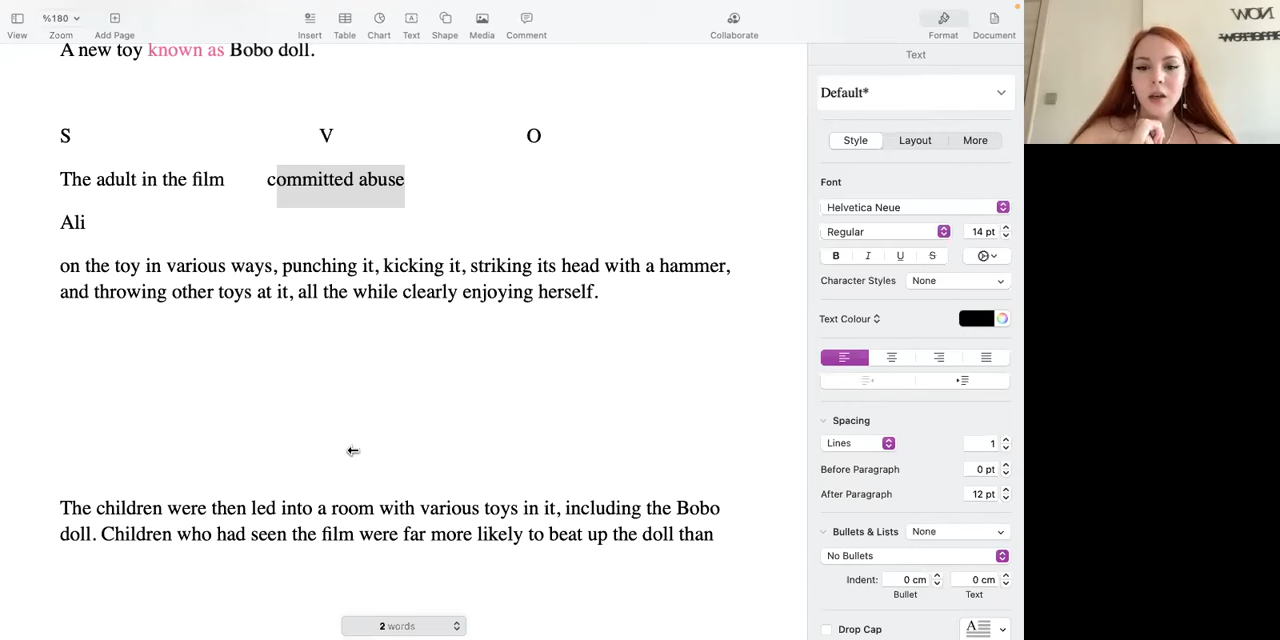 %180
View
Zoom
Add Page
Insert
Table
Chart
Text
Shape
Media
Comment
Collaborate
Format
Document
A new toy known as Bobo doll.
S V O
The adult in the film committed abuse
Ali
on the toy in various ways, punching it, kicking it, striking its head with a hammer,
and throwing other toys at it, all the while clearly enjoying herself.
The children were then led into a room with various toys in it, including the Bobo
doll. Children who had seen the film were far more likely to beat up the doll than
2 words
Text
Default*
Style Layout More
Font
Helvetica Neue
Regular 14 pt
B I U S
Character Styles None
Text Colour
Spacing
Lines 1
Before Paragraph 0 pt
After Paragraph 12 pt
Bullets & Lists None
No Bullets
Indent: 0 cm 0 cm
Bullet Text
Drop Cap A